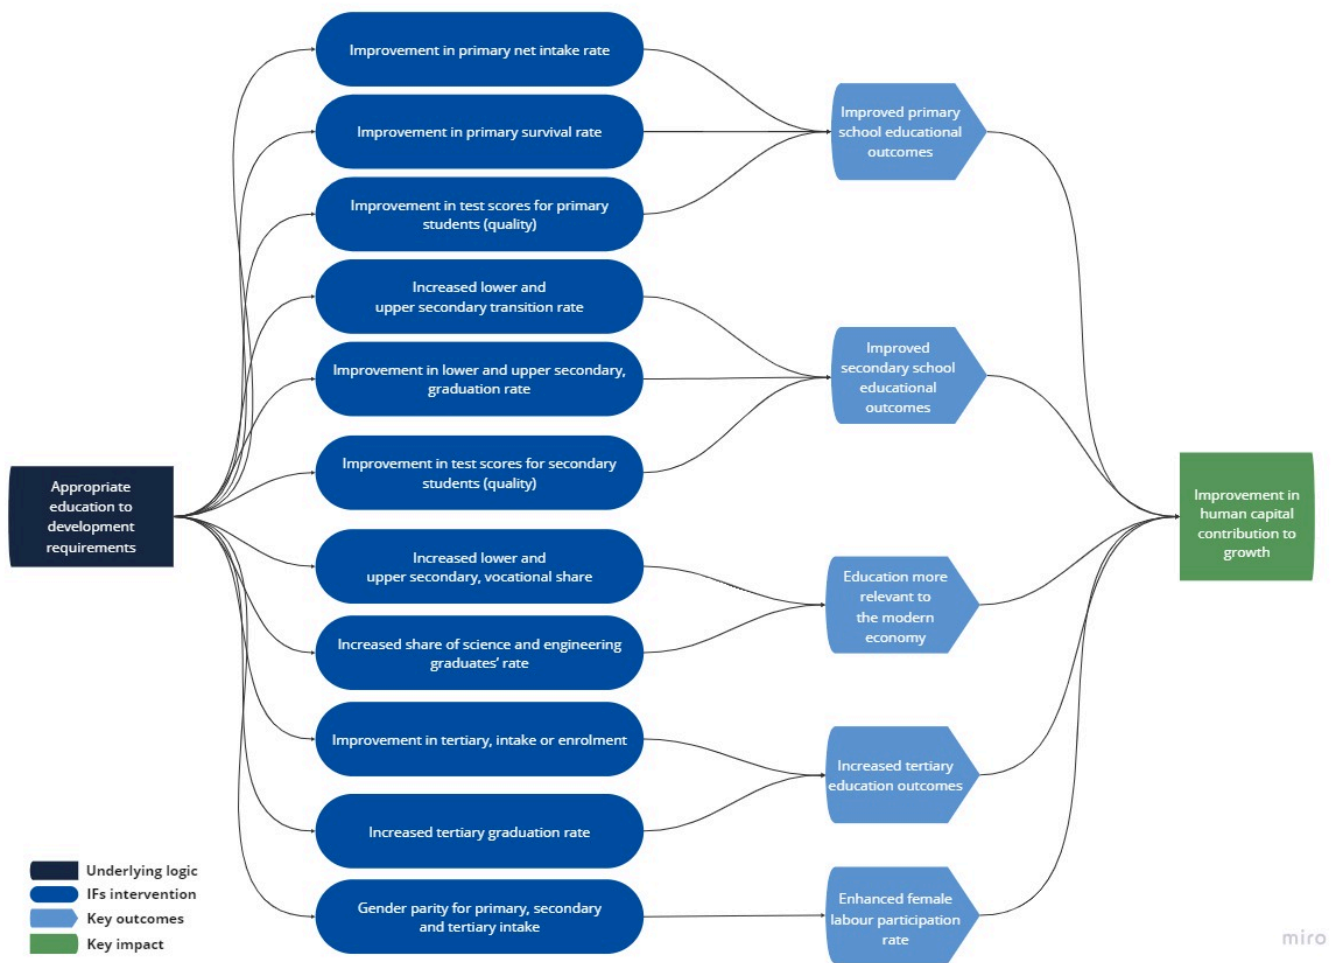 Improvement in primary net intake rate
Improvement in primary survival rate
Improvement in test scores for primary
students (quality)
Increased lower and
upper secondary transition rate
Improvement in lower and upper secondary,
graduation rate
Improvement in test scores for secondary
students (quality)
Appropriate
education to
development
requirements
Increased lower and
upper secondary, vocational share
Increased share of science and engineering
graduates’ rate
Improvement in tertiary, intake or enrolment
Increased tertiary graduation rate
Gender parity for primary, secondary
and tertiary intake
Improved primary
school educational
outcomes
Improved
secondary school
educational
outcomes
Education more
relevant to
the modern
economy
Increased tertiary
education outcomes
Enhanced female
labour participation
rate
Improvement in
human capital
contribution to
growth
Underlying logic
IFs intervention
Key outcomes
Key impact
miro